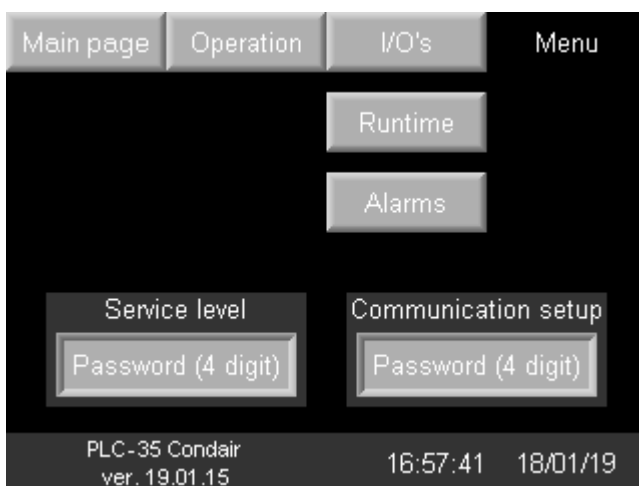 Main page Operation I/O's Menu
Runtime
Alarms
Service level Communication setup
Password (4 digit) Password (4 digit)
PLC-35 Condair
ver. 19.01.15
16:57:41 18/01/19